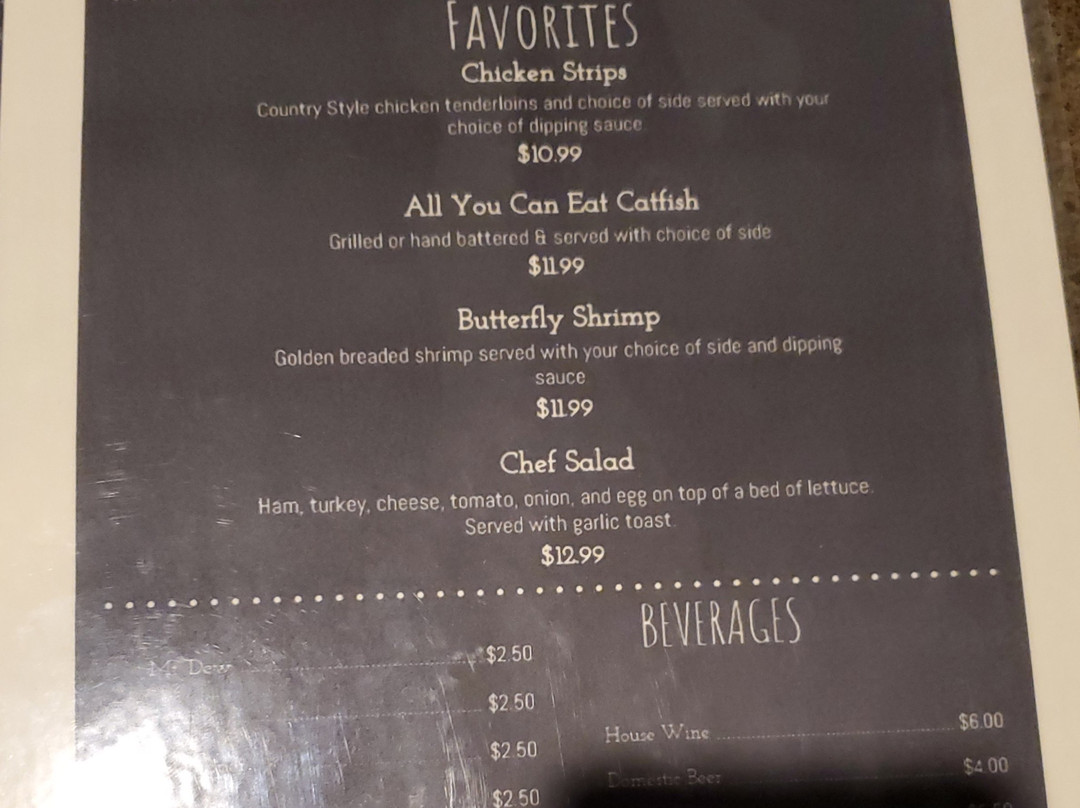 FAVORITES
Chicken Strips
Country Style chicken tenderloins and choice of side served with your
choice of dipping sauce.
$10.99
All You Can Eat Catfish
Grilled or hand battered & served with choice of side
$11.99
Butterfly Shrimp
Golden breaded shrimp served with your choice of side and dipping
sauce
$11.99
Chef Salad
Ham, turkey, cheese, tomato, onion, and egg on top of a bed of lettuce.
Served with garlic toast.
$12.99
BEVERAGES
$2.50
$2.50
$2.50
$2.50
House Wine $6.00
Domestic Beer $4.00